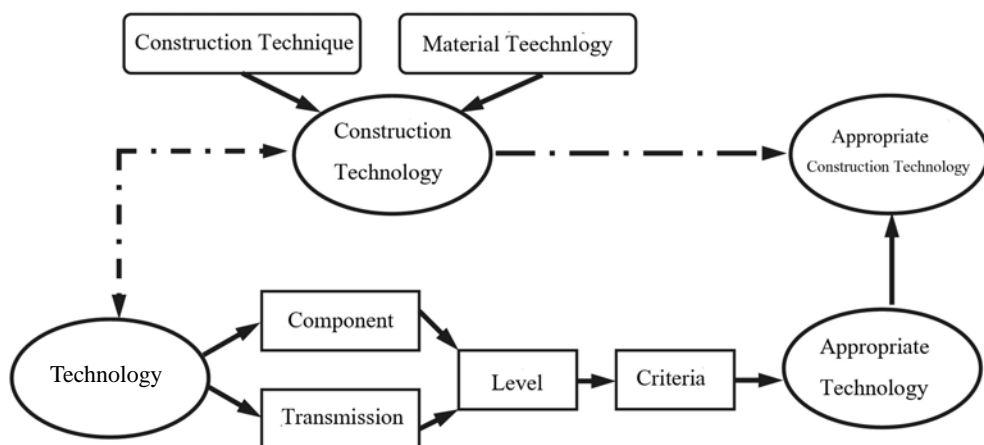 Construction Technique
Material Teechnlogy
Construction
Technology
Appropriate
Construction Technology
Component
Technology
Transmission
Level
Criteria
Appropriate
Technology